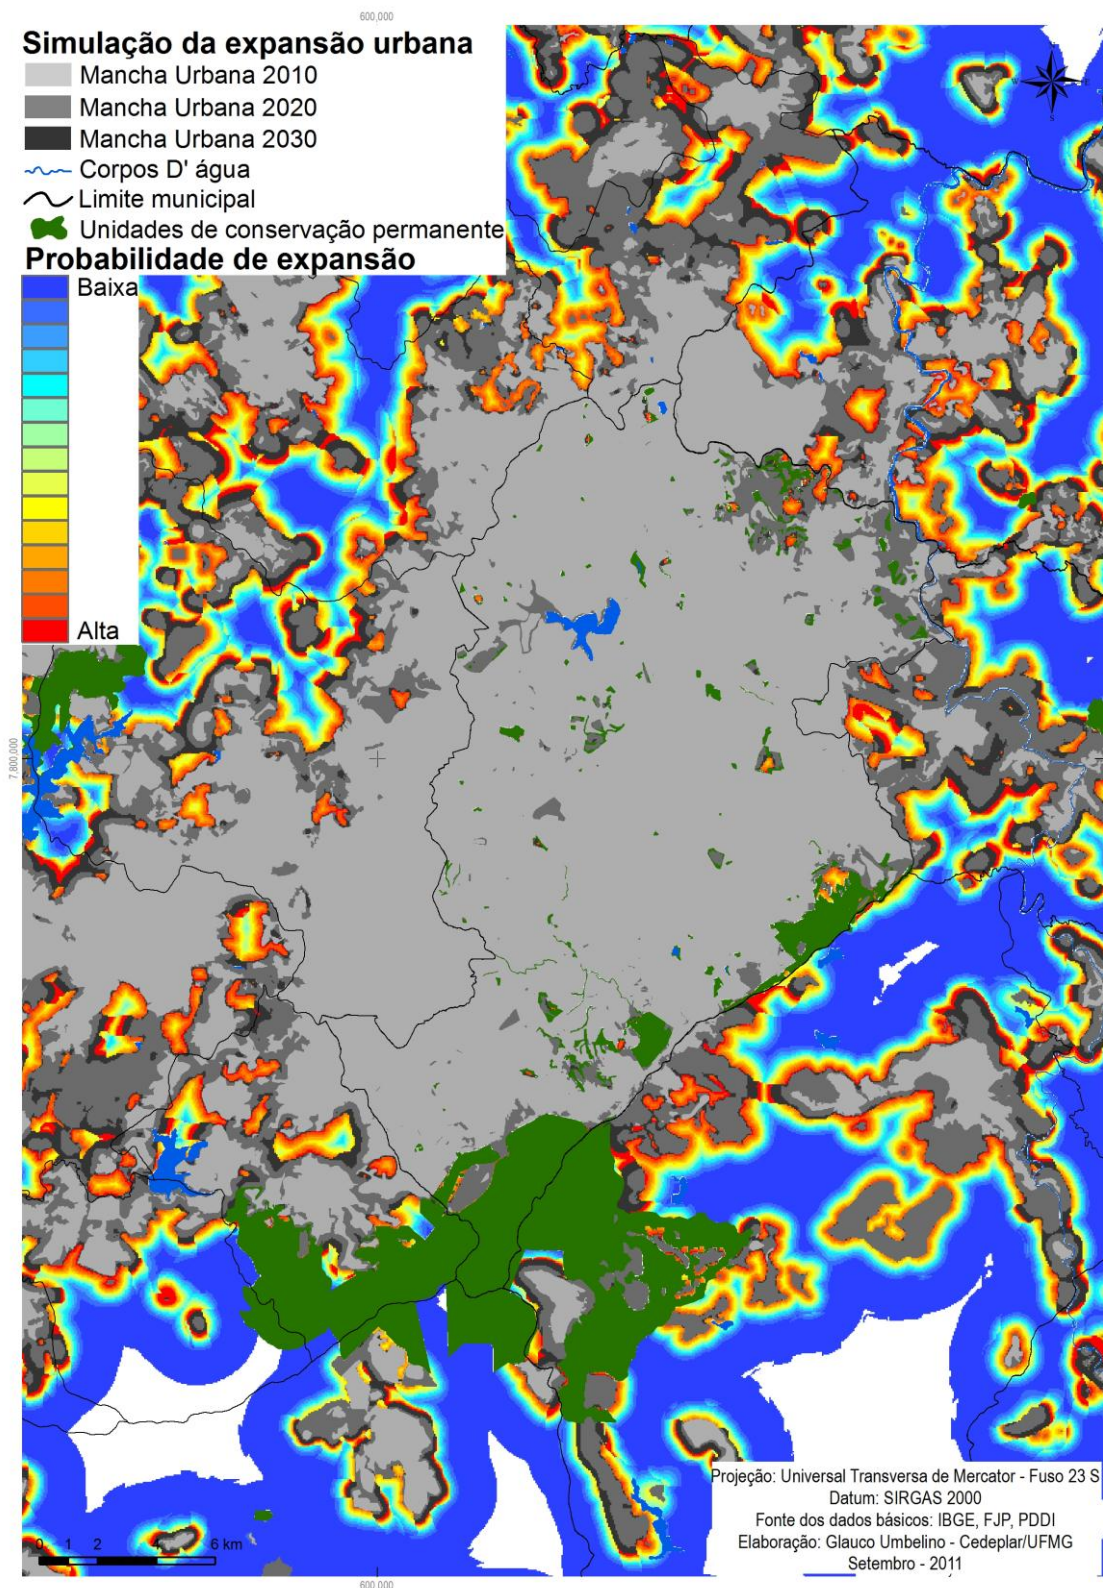 600,000
Simulação da expansão urbana
Mancha Urbana 2010
Mancha Urbana 2020
Mancha Urbana 2030
Corpos D' água
Limite municipal
Unidades de conservação permanente
Probabilidade de expansão
Baixa
Alta
N
S
7,800,000
Projeção: Universal Transversa de Mercator - Fuso 23 S
Datum: SIRGAS 2000
Fonte dos dados básicos: IBGE, FJP, PDDI
Elaboração: Glauco Umbelino - Cedeplar/UFMG
Setembro - 2011
0 1 2 6 km
600,000